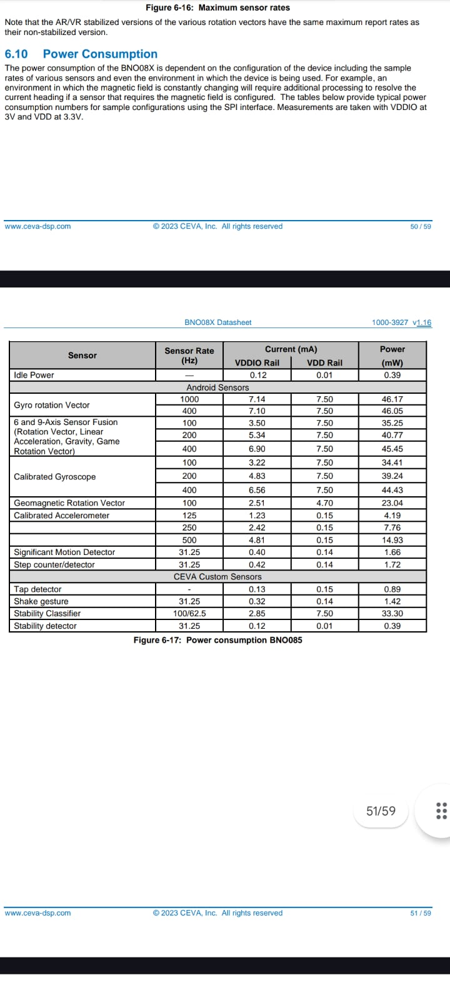 Figure 6-16: Maximum sensor rates
Note that the AR/VR stabilized versions of the various rotation vectors have the same maximum report rates as
their non-stabilized version.
6.10 Power Consumption
The power consumption of the BNO08X is dependent on the configuration of the device including the sample
rates of various sensors and even the environment in which the device is being used. For example, an
environment in which the magnetic field is constantly changing will require additional processing to resolve the
current heading if a sensor that requires the magnetic field is configured. The tables below provide typical power
consumption numbers for sample configurations using the SPI interface. Measurements are taken with VDDIO at
3V and VDD at 3.3V.
www.ceva-dsp.com © 2023 CEVA, Inc. All rights reserved 50 / 59
BNO08X Datasheet 1000-3927 v1.16
Sensor Sensor Rate (Hz) Current (mA) Power (mW)
VDDIO Rail VDD Rail
Idle Power — 0.12 0.01 0.39
Android Sensors
Gyro rotation Vector 1000 7.14 7.50 46.17
400 7.10 7.50 46.05
6 and 9-Axis Sensor Fusion 100 3.50 7.50 35.25
(Rotation Vector, Linear 200 5.34 7.50 40.77
Acceleration, Gravity, Game
Rotation Vector) 400 6.90 7.50 45.45
100 3.22 7.50 34.41
Calibrated Gyroscope 200 4.83 7.50 39.24
400 6.56 7.50 44.43
Geomagnetic Rotation Vector 100 2.51 4.70 23.04
Calibrated Accelerometer 125 1.23 0.15 4.19
250 2.42 0.15 7.76
500 4.81 0.15 14.93
Significant Motion Detector 31.25 0.40 0.14 1.66
Step counter/detector 31.25 0.42 0.14 1.72
CEVA Custom Sensors
Tap detector - 0.13 0.15 0.89
Shake gesture 31.25 0.32 0.14 1.42
Stability Classifier 100/62.5 2.85 7.50 33.30
Stability detector 31.25 0.12 0.01 0.39
Figure 6-17: Power consumption BNO085
51/59
www.ceva-dsp.com © 2023 CEVA, Inc. All rights reserved 51 / 59